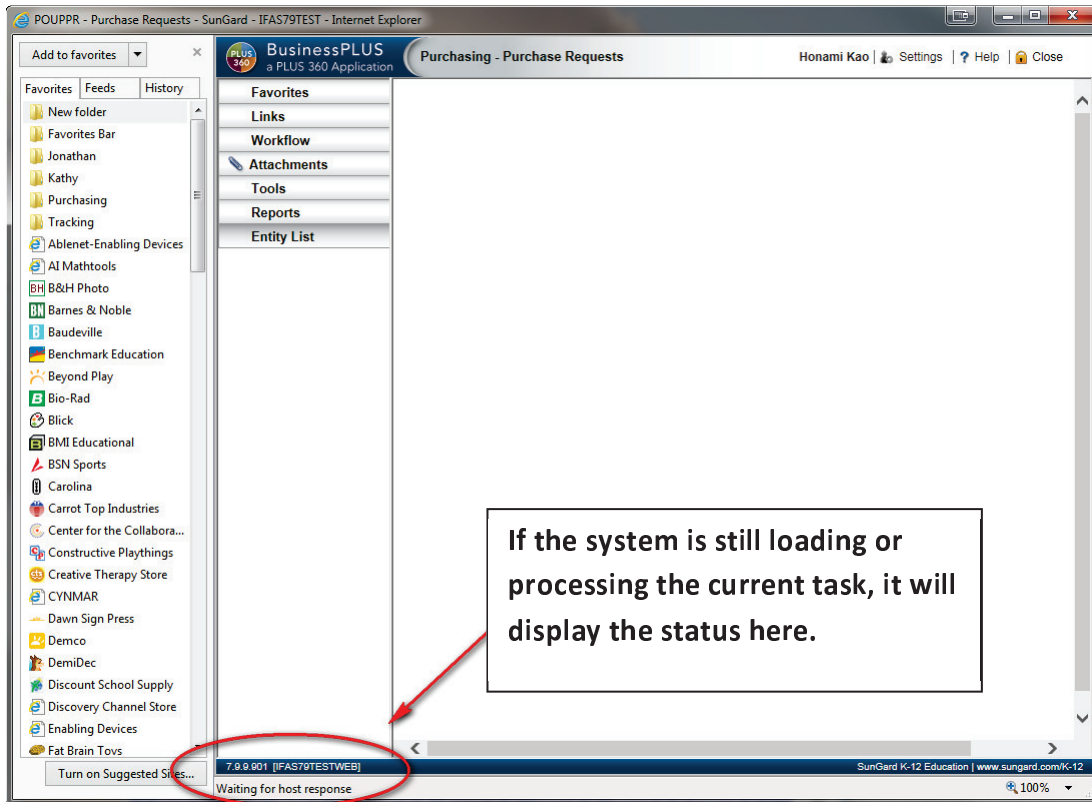 POUPPR - Purchase Requests - SunGard - IFAS79TEST - Internet Explorer
Add to favorites
Favorites Feeds History
New folder
Favorites Bar
Jonathan
Kathy
Purchasing
Tracking
Ablenet-Enabling Devices
AI Mathtools
BH B&H Photo
BN Barnes & Noble
B Baudeville
Benchmark Education
Beyond Play
B Bio-Rad
Blick
BMI Educational
BSN Sports
Carolina
Carrot Top Industries
Center for the Collabora...
Constructive Playthings
Creative Therapy Store
CYNMAR
Dawn Sign Press
Demco
DemiDec
Discount School Supply
Discovery Channel Store
Enabling Devices
Fat Brain Toys
Turn on Suggested Sites...
PLUS 360
BusinessPLUS
a PLUS 360 Application
Purchasing - Purchase Requests
Honami Kao | Settings | ? Help | Close
Favorites
Links
Workflow
Attachments
Tools
Reports
Entity List
If the system is still loading or
processing the current task, it will
display the status here.
7.9.9.901 [IFAS79TESTWEB]
SunGard K-12 Education | www.sungard.com/K-12
Waiting for host response
100%